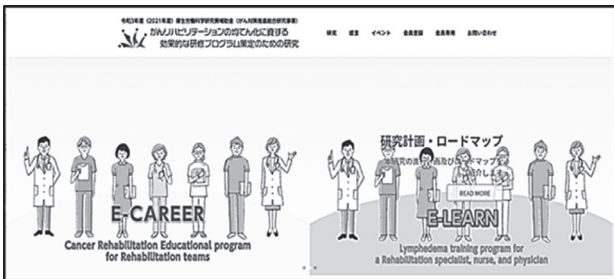 令和3年度（2021年度）厚生労働科学研究費補助金（がん対策推進総合研究事業）
がんリハビリテーションの均てん化に資する
効果的な研修プログラム策定のための研究
研究 提言 イベント 会員登録 会員専用 お問い合わせ
E-CAREER
Cancer Rehabilitation Educational program
for Rehabilitation teams
研究計画・ロードマップ
READ MORE
E-LEARN
Lymphedema training program for
a Rehabilitation specialist, nurse, and physician